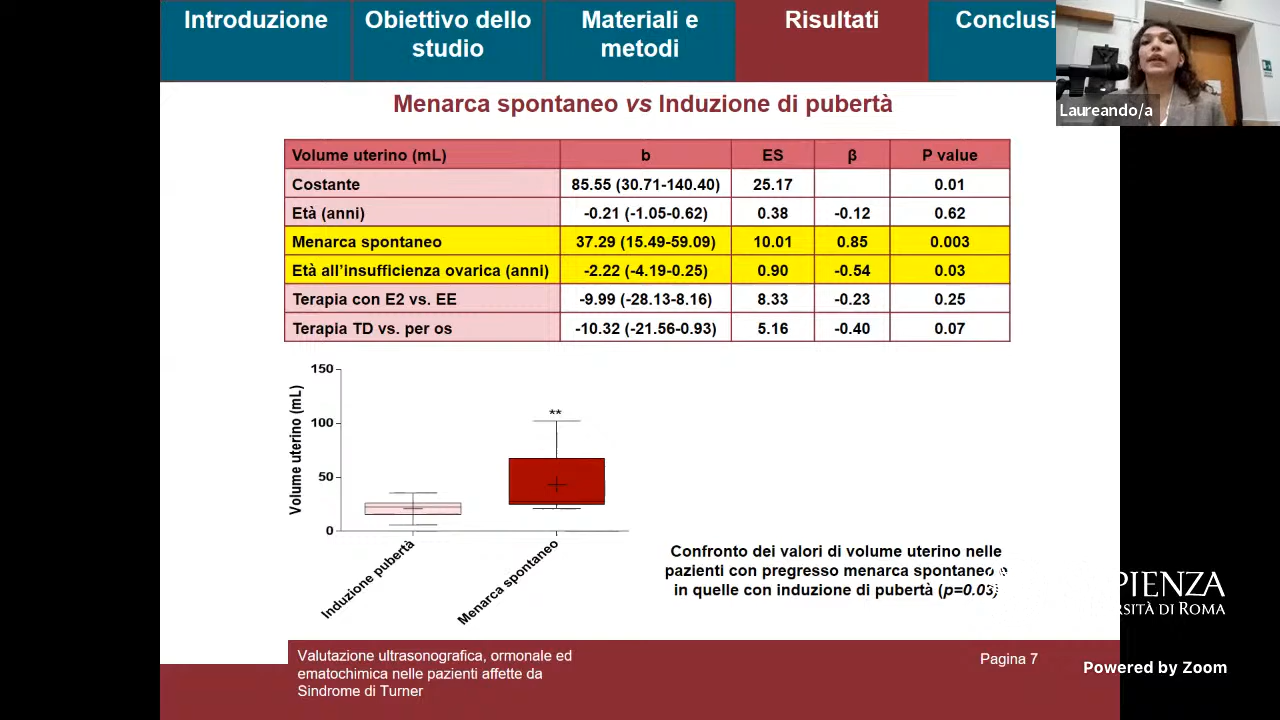 Introduzione
Obiettivo dello
studio
Materiali e
metodi
Risultati
Conclusi
Laureando/a
Menarca spontaneo vs Induzione di pubertà
Volume uterino (mL) b ES β P value
Costante 85.55 (30.71-140.40) 25.17 0.01
Età (anni) -0.21 (-1.05-0.62) 0.38 -0.12 0.62
Menarca spontaneo 37.29 (15.49-59.09) 10.01 0.85 0.003
Età all'insufficienza ovarica (anni) -2.22 (-4.19-0.25) 0.90 -0.54 0.03
Terapia con E2 vs. EE -9.99 (-28.13-8.16) 8.33 -0.23 0.25
Terapia TD vs. per os -10.32 (-21.56-0.93) 5.16 -0.40 0.07
Volume uterino (mL)
150
100
50
0
**
Induzione pubertà
Menarca spontaneo
Confronto dei valori di volume uterino nelle
pazienti con pregresso menarca spontaneo e
in quelle con induzione di pubertà (p=0.03)
PIENZA
RSITÀ DI ROMA
Valutazione ultrasonografica, ormonale ed
ematochimica nelle pazienti affette da
Sindrome di Turner
Pagina 7
Powered by Zoom